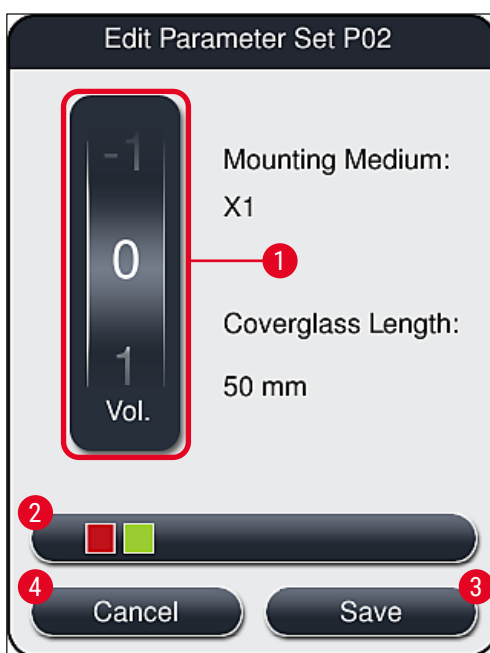 Edit Parameter Set P02
-1
0
1
Vol.
1
Mounting Medium:
X1
Coverglass Length:
50 mm
2
4
Cancel
3
Save